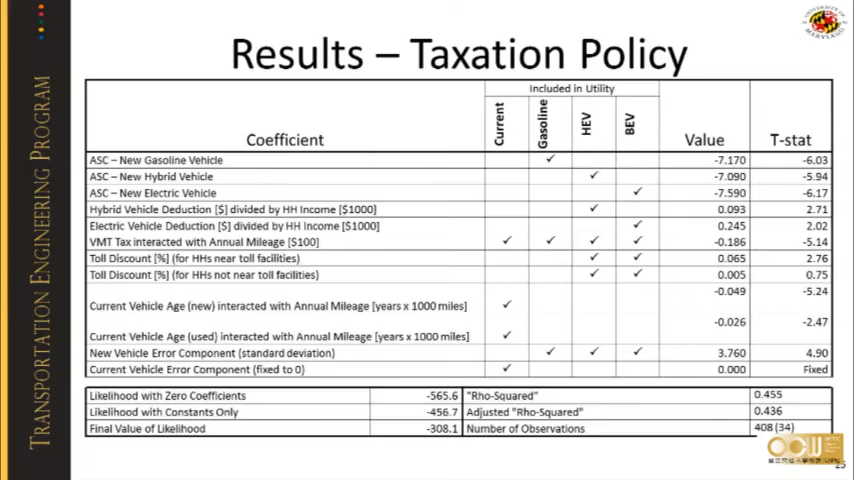 Results – Taxation Policy
TRANSPORTATION ENGINEERING PROGRAM
UNIVERSITY OF
MARYLAND
Included in Utility
Coefficient Current Gasoline HEV BEV Value T-stat
ASC – New Gasoline Vehicle ✓ -7.170 -6.03
ASC – New Hybrid Vehicle ✓ -7.090 -5.94
ASC – New Electric Vehicle ✓ -7.590 -6.17
Hybrid Vehicle Deduction [$] divided by HH Income [$1000] ✓ 0.093 2.71
Electric Vehicle Deduction [$] divided by HH Income [$1000] ✓ 0.245 2.02
VMT Tax interacted with Annual Mileage [$100] ✓ ✓ ✓ ✓ -0.186 -5.14
Toll Discount [%] (for HHs near toll facilities) ✓ ✓ 0.065 2.76
Toll Discount [%] (for HHs not near toll facilities) ✓ ✓ 0.005 0.75
Current Vehicle Age (new) interacted with Annual Mileage [years x 1000 miles] ✓ -0.049 -5.24
Current Vehicle Age (used) interacted with Annual Mileage [years x 1000 miles] ✓ -0.026 -2.47
New Vehicle Error Component (standard deviation) ✓ ✓ ✓ 3.760 4.90
Current Vehicle Error Component (fixed to 0) ✓ 0.000 Fixed
Likelihood with Zero Coefficients -565.6 "Rho-Squared" 0.455
Likelihood with Constants Only -456.7 Adjusted "Rho-Squared" 0.436
Final Value of Likelihood -308.1 Number of Observations 408 (34)
OCW
25